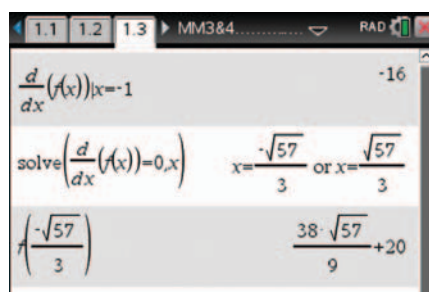 1.1 1.2 1.3 MM3&4.............. RAD
d/dx(f(x))|x=-1 -16
solve(d/dx(f(x))=0,x) x=-√57/3 or x=√57/3
f(-√57/3) 38·√57/9+20